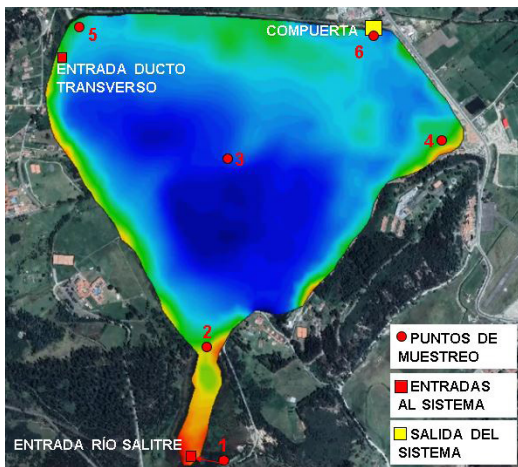 COMPUERTA
5
6
ENTRADA DUCTO
TRANSVERSO
4
3
2
PUNTOS DE
MUESTREO
ENTRADAS
AL SISTEMA
SALIDA DEL
SISTEMA
ENTRADA RÍO SALITRE
1